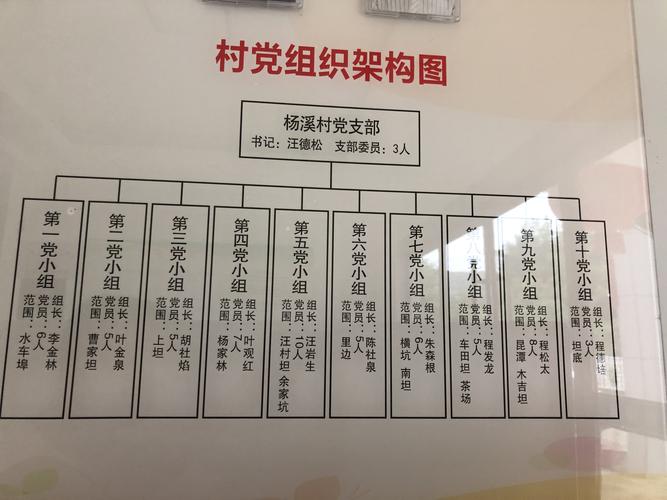 村党组织架构图
杨溪村党支部
书记：汪德松 支部委员：3人
第一党小组
组长：李金林
党员：6人
范围：水车埠
第二党小组
组长：叶金泉
党员：5人
范围：曹家坦
第三党小组
组长：胡社焰
党员：5人
范围：上坦
第四党小组
组长：叶观红
党员：7人
范围：杨家林
第五党小组
组长：汪岩生
党员：10人
范围：汪村坦 余家坑
第六党小组
组长：陈社泉
党员：5人
范围：里边
第七党小组
组长：朱森根
党员：6人
范围：横坑 南坦
第八党小组
组长：程发龙
党员：5人
范围：车田坦 茶场
第九党小组
组长：程松太
党员：8人
范围：昆潭 木吉坦
第十党小组
组长：程德培
党员：3人
范围：坦底